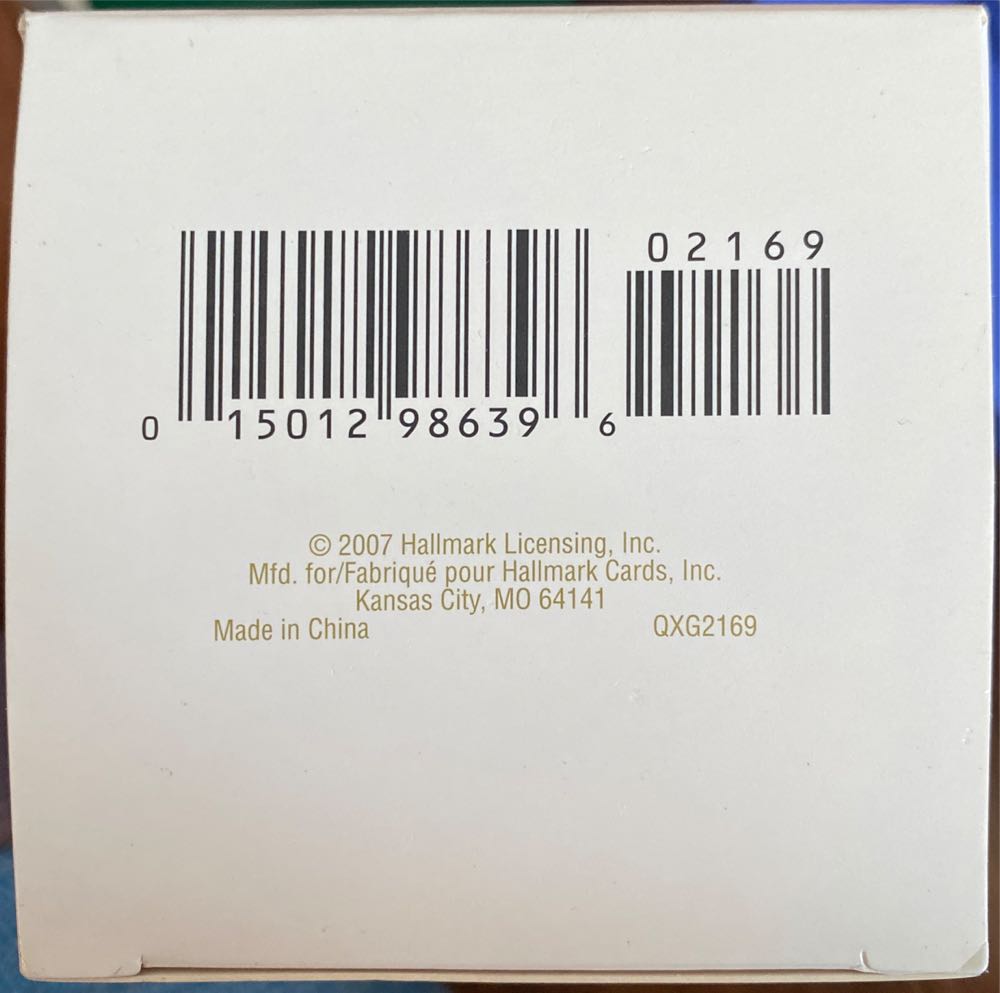 02169
0 15012 98639 6
© 2007 Hallmark Licensing, Inc.
Mfd. for/Fabriqué pour Hallmark Cards, Inc.
Kansas City, MO 64141
Made in China QXG2169